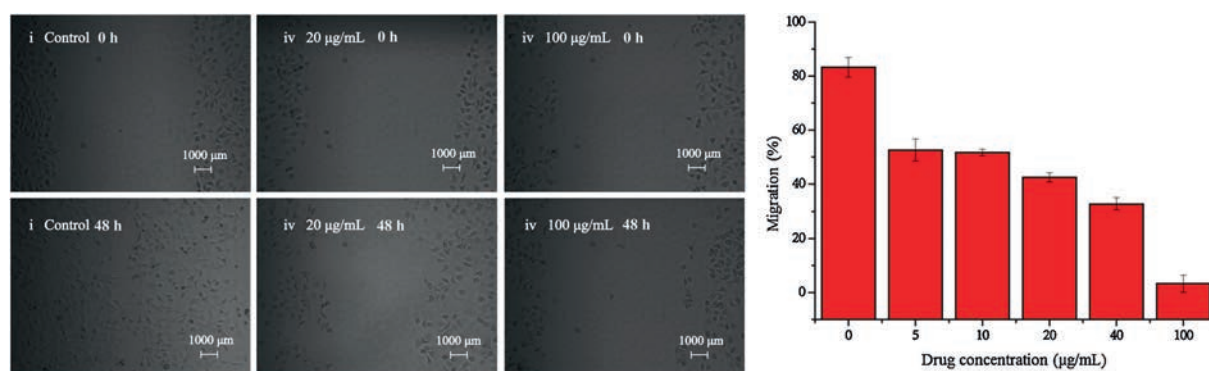 i Control 0 h
1000 μm
iv 20 μg/mL 0 h
1000 μm
iv 100 μg/mL 0 h
1000 μm
i Control 48 h
1000 μm
iv 20 μg/mL 48 h
1000 μm
iv 100 μg/mL 48 h
1000 μm
Migration (%)
100
80
60
40
20
0
0 5 10 20 40 100
Drug concentration (μg/mL)